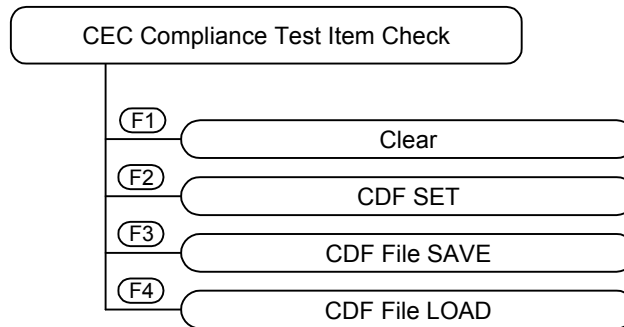 CEC Compliance Test Item Check
F1
Clear
F2
CDF SET
F3
CDF File SAVE
F4
CDF File LOAD